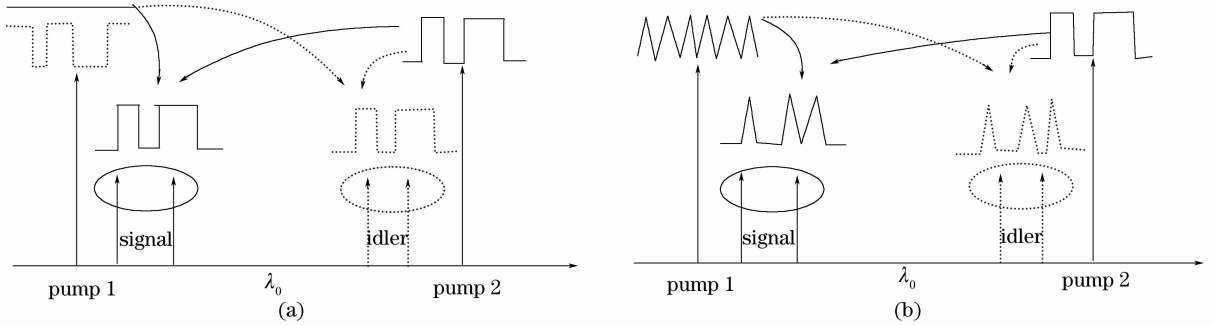 signal
idler
pump 1
λ0
pump 2
(a)
signal
idler
pump 1
λ0
pump 2
(b)